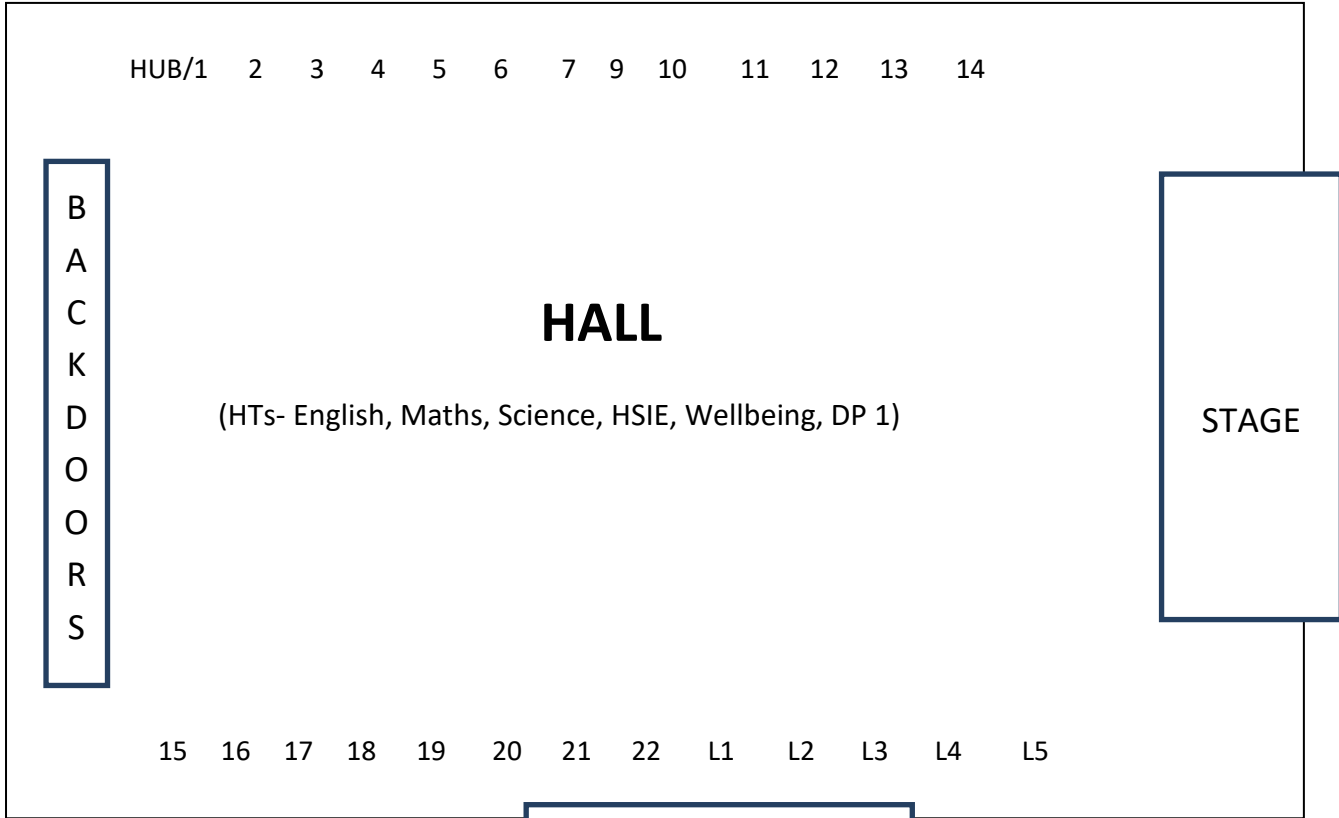 HUB/1 2 3 4 5 6 7 9 10 11 12 13 14
BACKDOORS
HALL
(HTs- English, Maths, Science, HSIE, Wellbeing, DP 1)
STAGE
15 16 17 18 19 20 21 22 L1 L2 L3 L4 L5